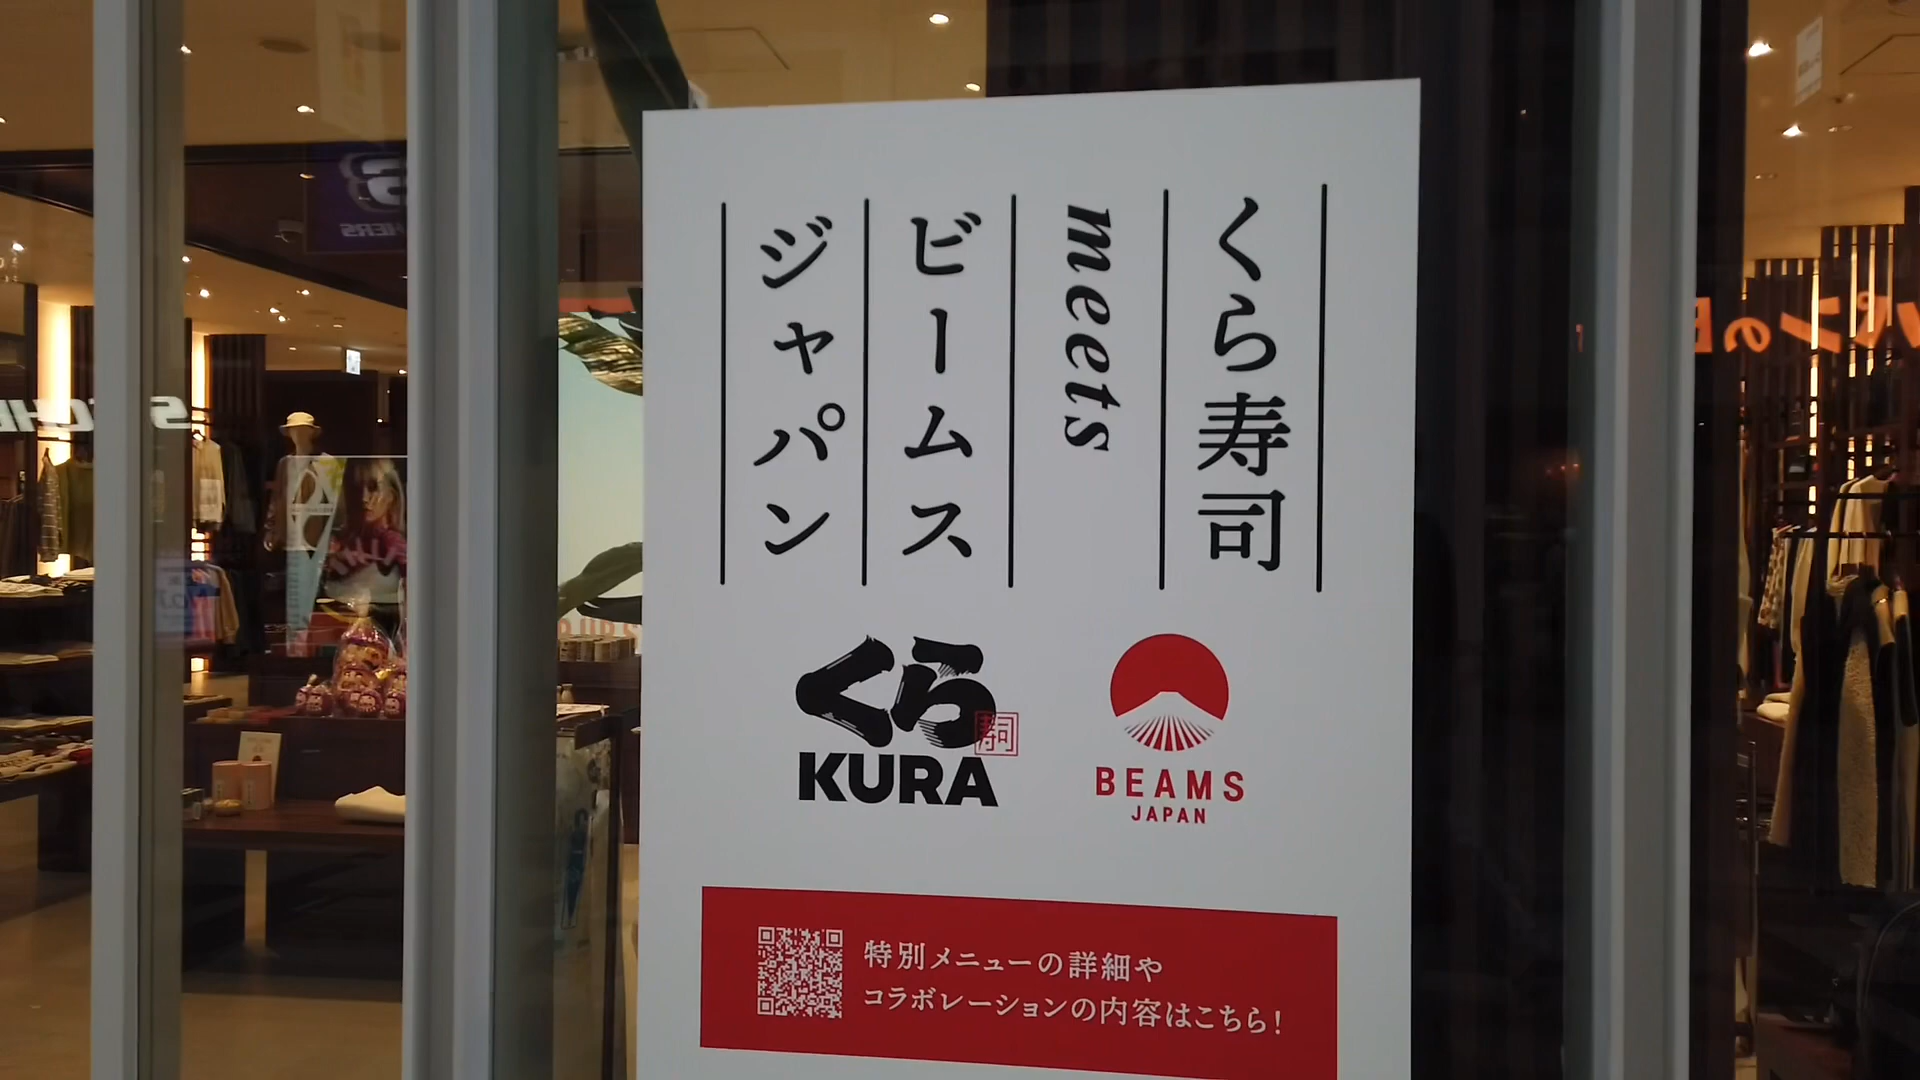 くら寿司
meets
ビームス
ジャパン
くら
寿司
KURA
BEAMS
JAPAN
特別メニューの詳細や
コラボレーションの内容はこちら!